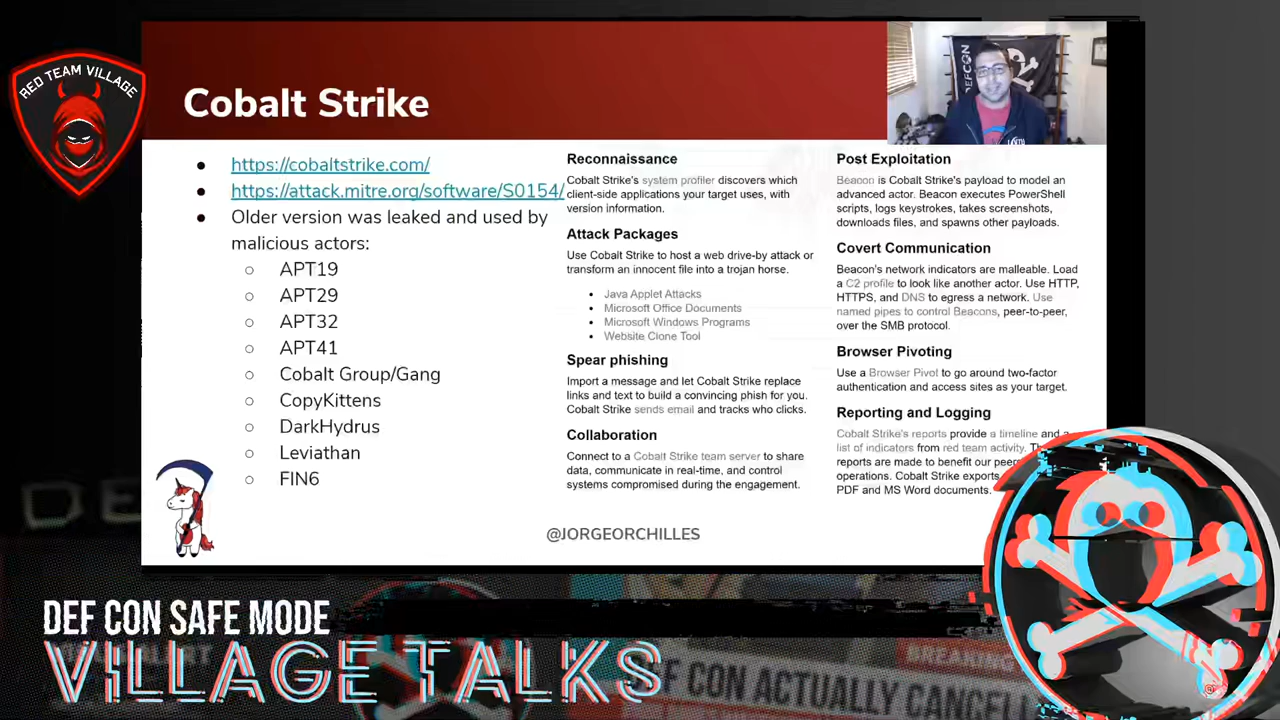 RED TEAM VILLAGE
Cobalt Strike
DEFCON
https://cobaltstrike.com/
https://attack.mitre.org/software/S0154/
Older version was leaked and used by
malicious actors:
APT19
APT29
APT32
APT41
Cobalt Group/Gang
CopyKittens
DarkHydrus
Leviathan
FIN6
Reconnaissance
Cobalt Strike's system profiler discovers which
client-side applications your target uses, with
version information.
Attack Packages
Use Cobalt Strike to host a web drive-by attack or
transform an innocent file into a trojan horse.
Java Applet Attacks
Microsoft Office Documents
Microsoft Windows Programs
Website Clone Tool
Spear phishing
Import a message and let Cobalt Strike replace
links and text to build a convincing phish for you.
Cobalt Strike sends email and tracks who clicks.
Collaboration
Connect to a Cobalt Strike team server to share
data, communicate in real-time, and control
systems compromised during the engagement.
Post Exploitation
Beacon is Cobalt Strike's payload to model an
advanced actor. Beacon executes PowerShell
scripts, logs keystrokes, takes screenshots,
downloads files, and spawns other payloads.
Covert Communication
Beacon's network indicators are malleable. Load
a C2 profile to look like another actor. Use HTTP,
HTTPS, and DNS to egress a network. Use
named pipes to control Beacons, peer-to-peer,
over the SMB protocol.
Browser Pivoting
Use a Browser Pivot to go around two-factor
authentication and access sites as your target.
Reporting and Logging
Cobalt Strike's reports provide a timeline and a
list of indicators from red team activity.
reports are made to benefit our
operations. Cobalt Strike exports
PDF and MS Word documents.
@JORGEORCHILLES
DEF CON SAFE MODE
VILLAGE TALKS
BREAKING
DEF CON ACTUALLY CANCEL